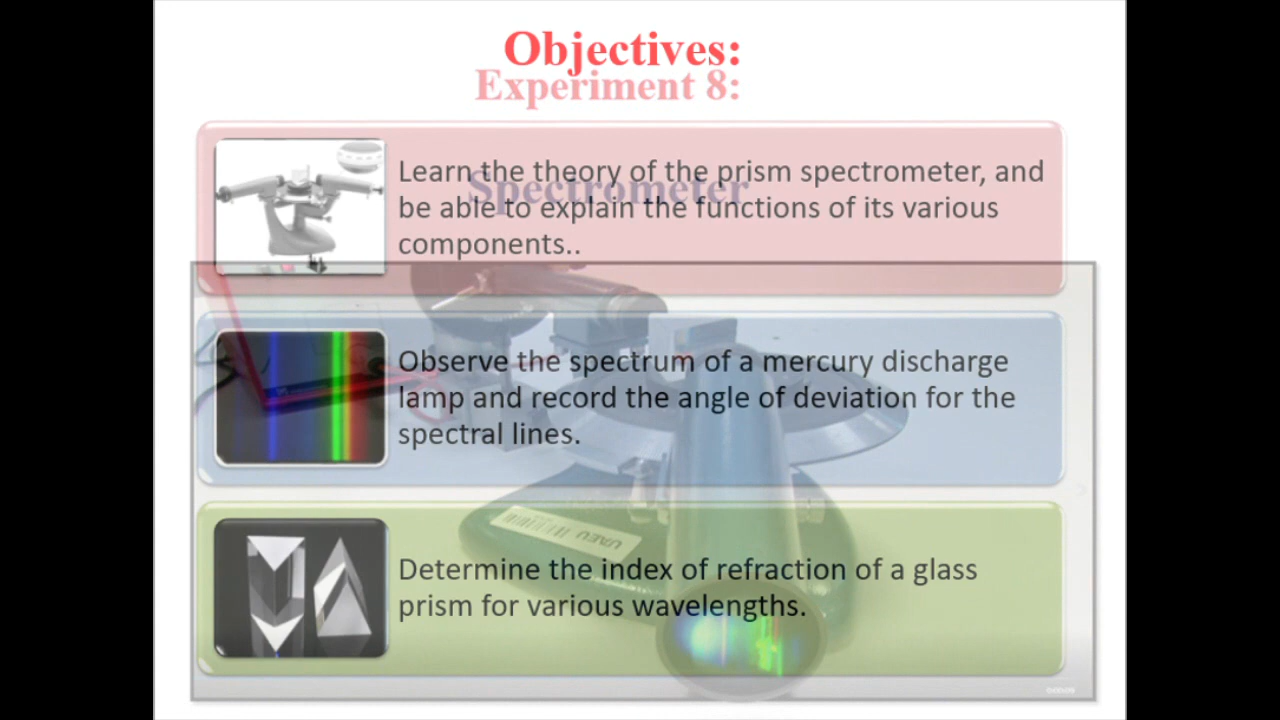 Objectives:
Experiment 8:
Learn the theory of the prism spectrometer, and
Spectrometer
be able to explain the functions of its various
components..
Observe the spectrum of a mercury discharge
lamp and record the angle of deviation for the
spectral lines.
UAEU
Determine the index of refraction of a glass
prism for various wavelengths.